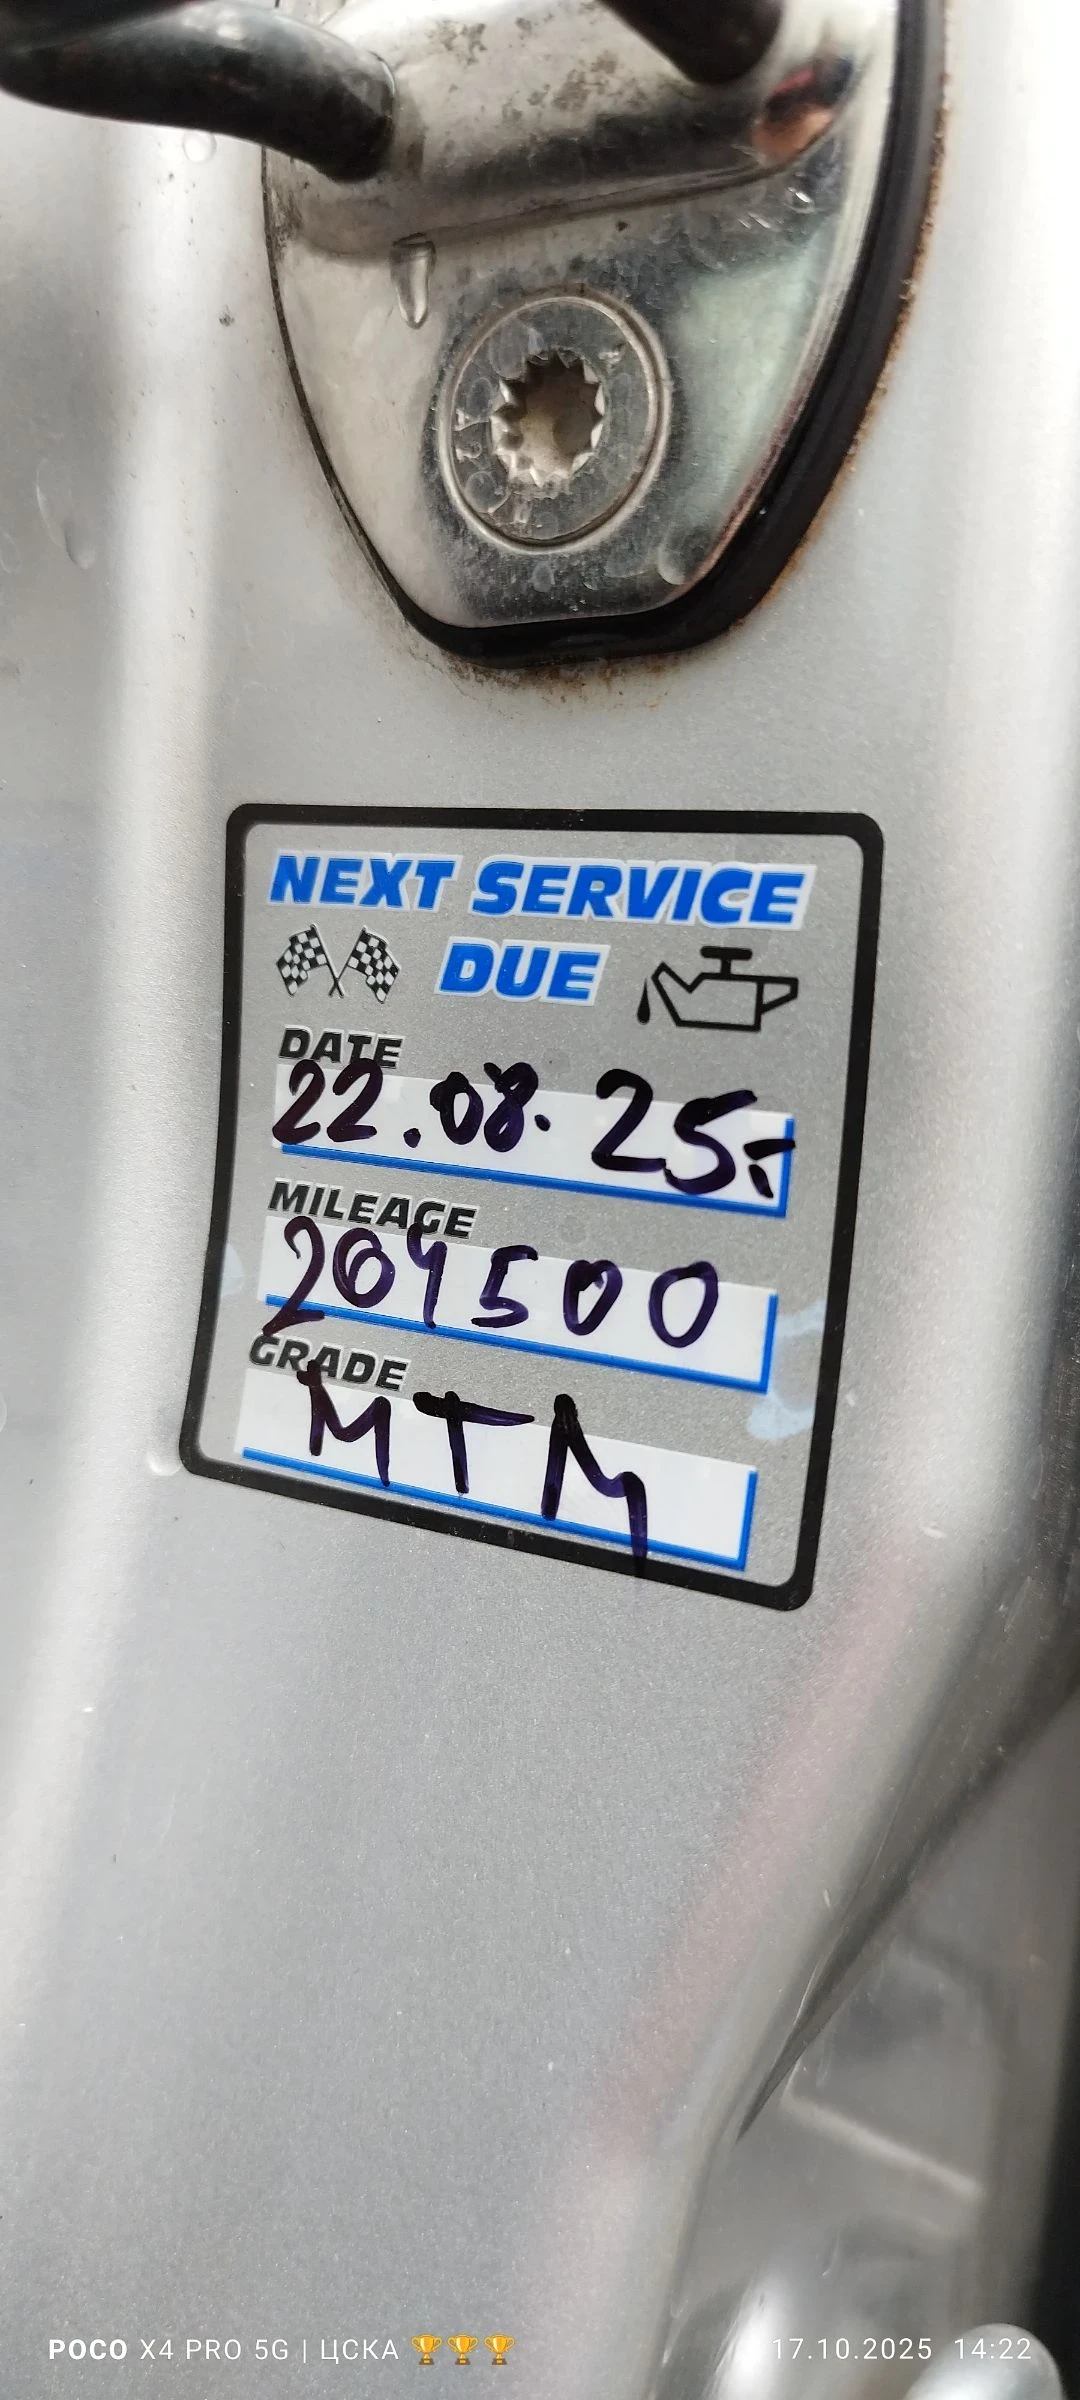 NEXT SERVICE
DUE
DATE
22.08.25-
MILEAGE
204500
GRADE
MTM
POCO X4 PRO 5G | ЦСКА 🏆🏆🏆
17.10.2025 14:22